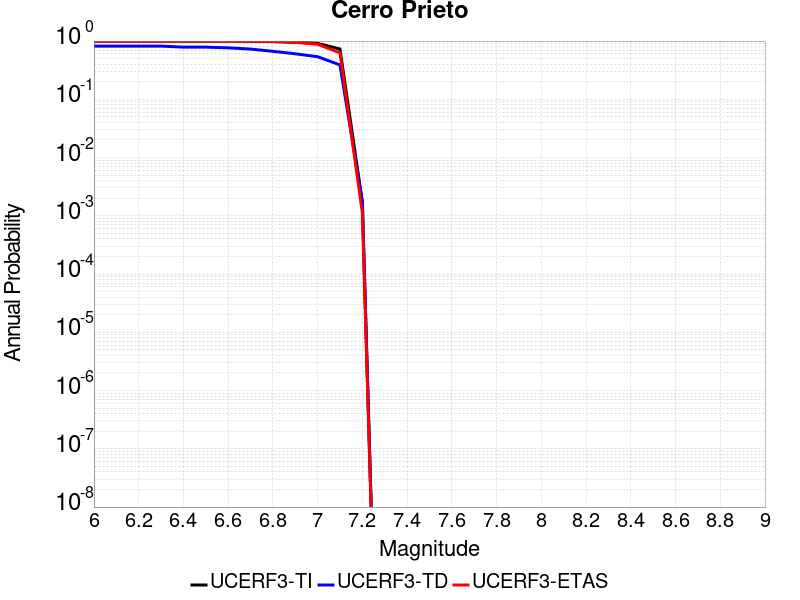 Cerro Prieto
10^0
10^-1
10^-2
10^-3
10^-4
10^-5
10^-6
10^-7
10^-8
Annual Probability
6 6.2 6.4 6.6 6.8 7 7.2 7.4 7.6 7.8 8 8.2 8.4 8.6 8.8 9
Magnitude
UCERF3-TI UCERF3-TD UCERF3-ETAS